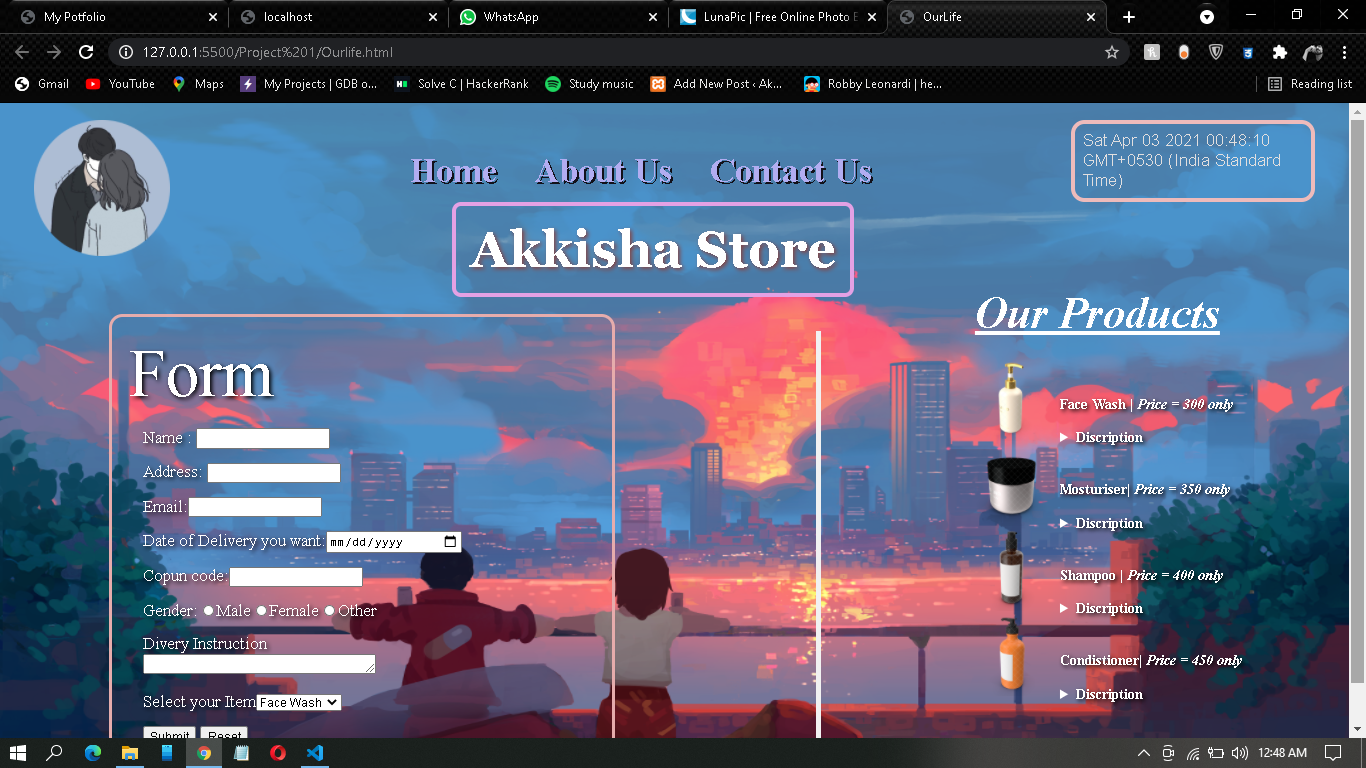 My Potfolio
localhost
WhatsApp
LunaPic | Free Online Photo E
OurLife
127.0.0.1:5500/Project%201/Ourlife.html
Gmail
YouTube
Maps
My Projects | GDB o...
Solve C | HackerRank
Study music
Add New Post ‹ Ak...
Robby Leonardi | he...
Reading list
Home About Us Contact Us
Sat Apr 03 2021 00:48:10
GMT+0530 (India Standard
Time)
Akkisha Store
Our Products
Form
Name :
Address:
Email:
Date of Delivery you want: mm/dd/yyyy
Copun code:
Gender: Male Female Other
Divery Instruction
Select your Item Face Wash
Submit Reset
Face Wash | Price = 300 only
Discription
Mosturiser| Price = 350 only
Discription
Shampoo | Price = 400 only
Discription
Condistioner| Price = 450 only
Discription
12:48 AM